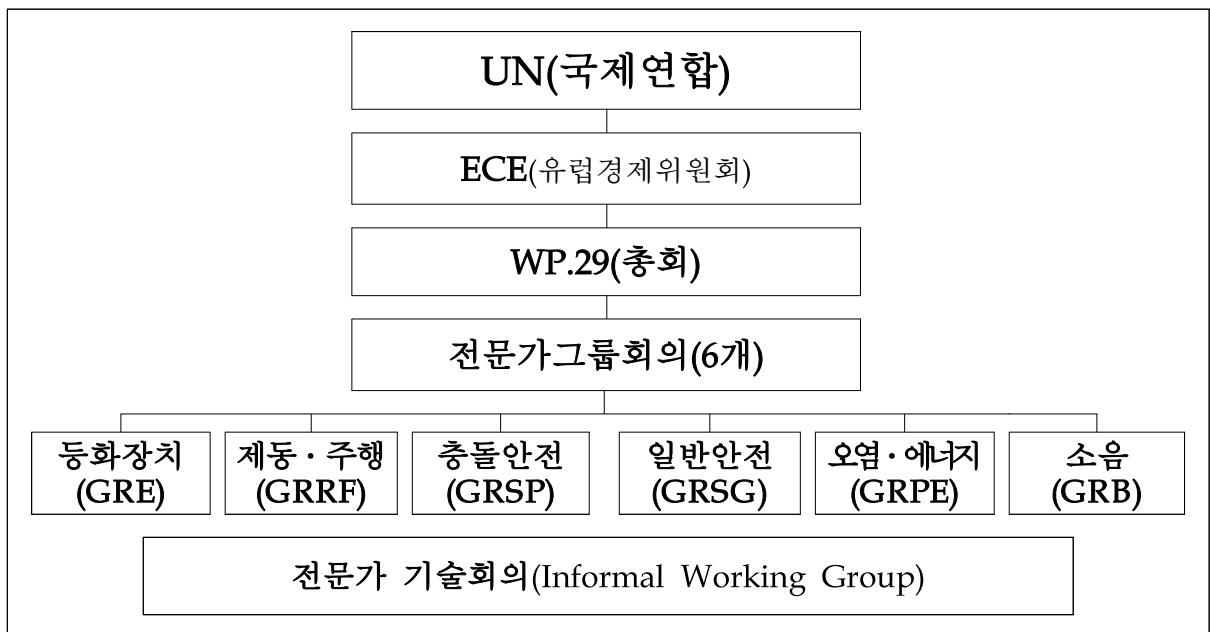 UN(국제연합)
ECE(유럽경제위원회)
WP.29(총회)
전문가그룹회의(6개)
등화장치
(GRE)
제동·주행
(GRRF)
충돌안전
(GRSP)
일반안전
(GRSG)
오염·에너지
(GRPE)
소음
(GRB)
전문가 기술회의(Informal Working Group)